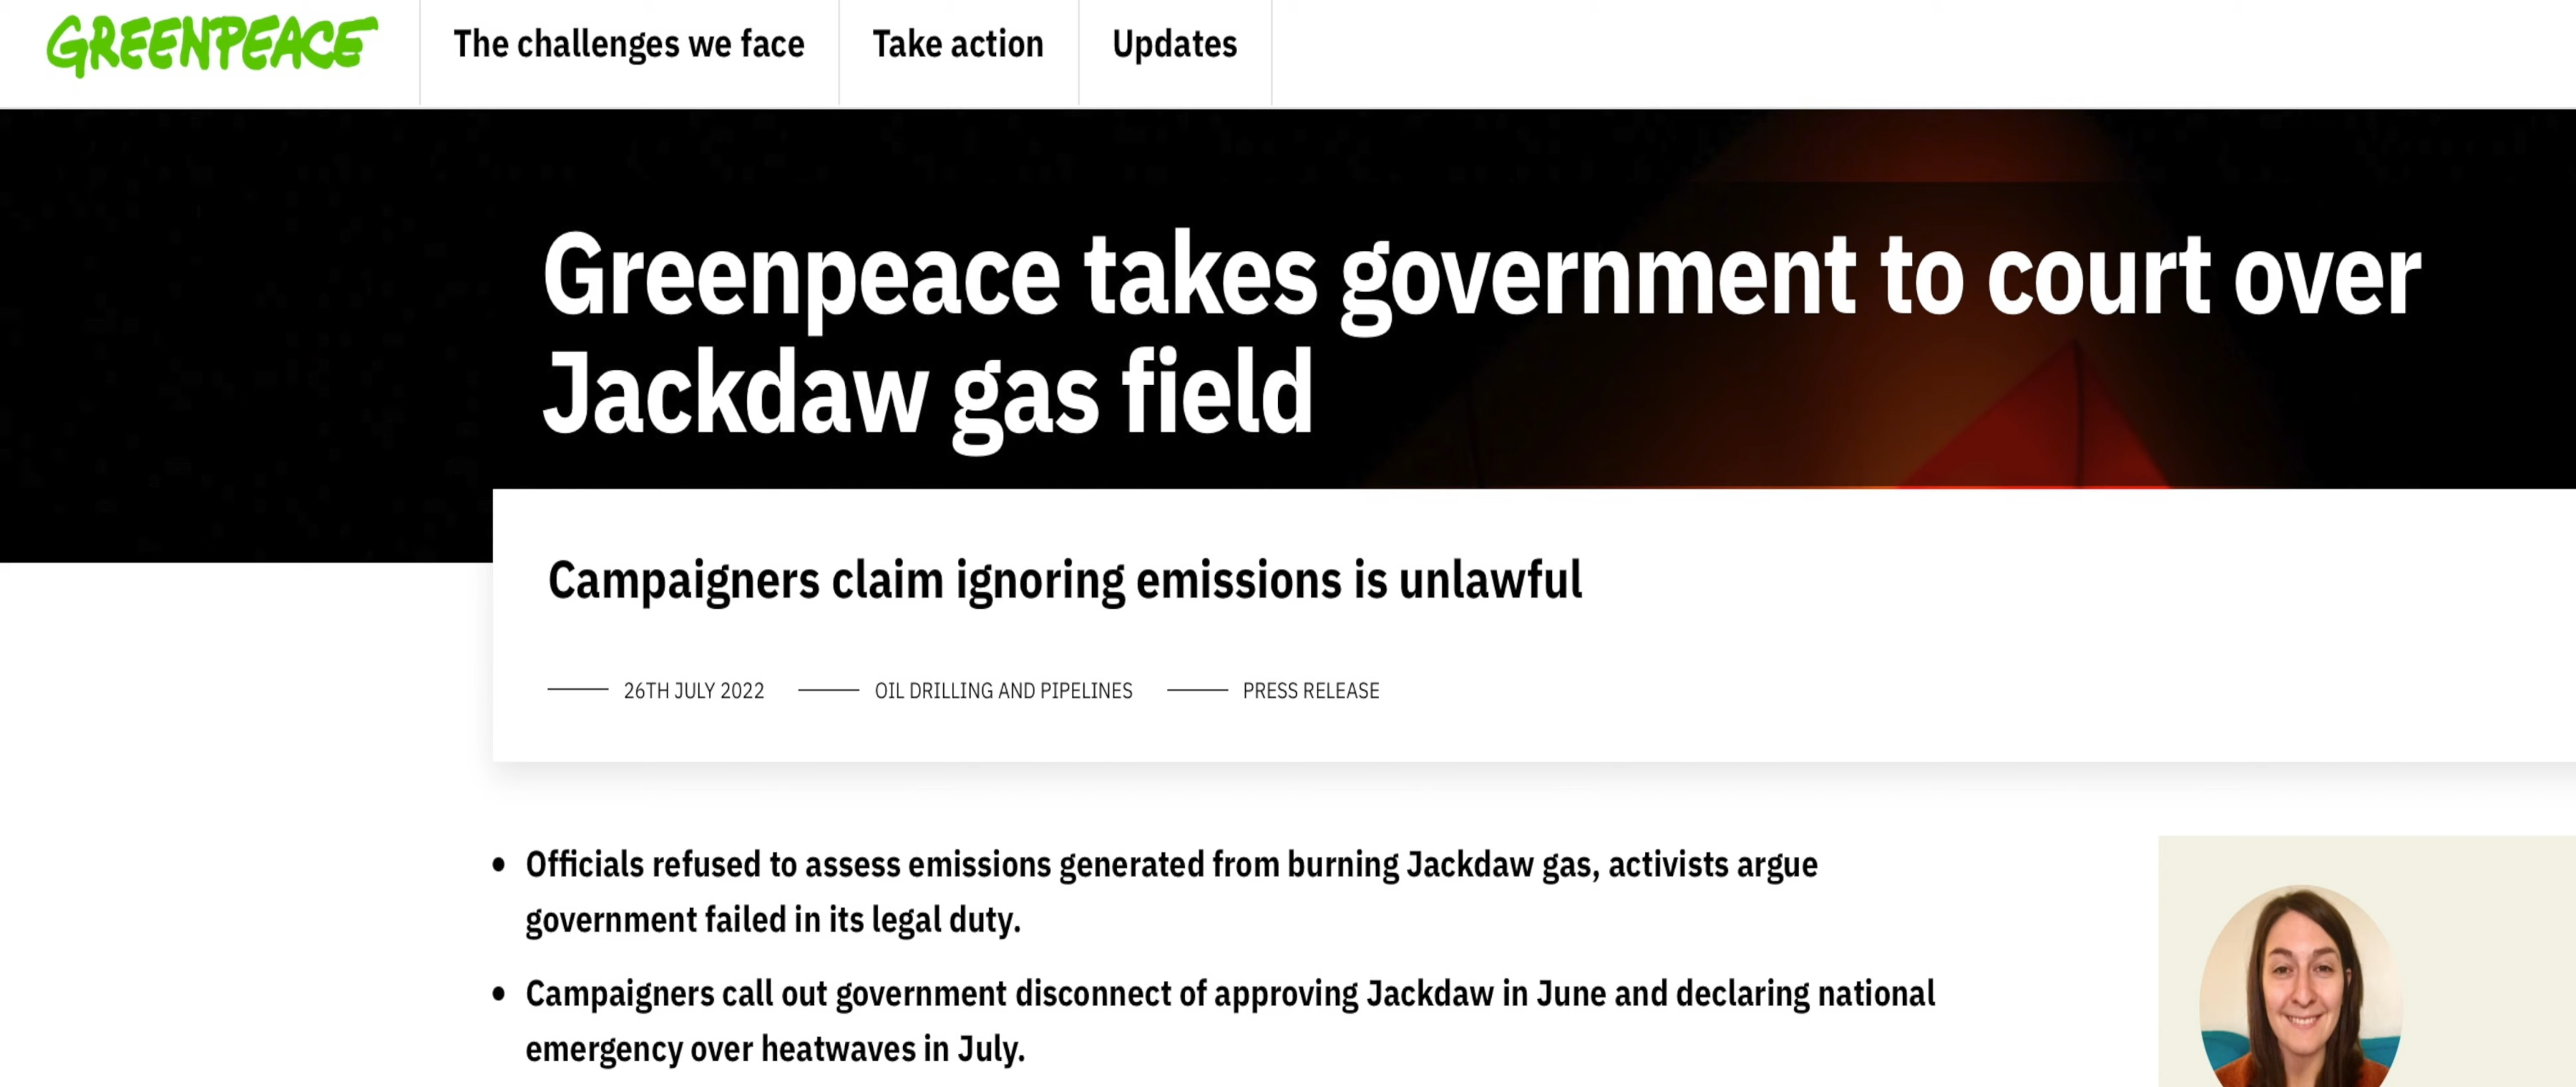 GREENPEACE
The challenges we face
Take action
Updates
Greenpeace takes government to court over
Jackdaw gas field
Campaigners claim ignoring emissions is unlawful
26TH JULY 2022
OIL DRILLING AND PIPELINES
PRESS RELEASE
• Officials refused to assess emissions generated from burning Jackdaw gas, activists argue
government failed in its legal duty.
• Campaigners call out government disconnect of approving Jackdaw in June and declaring national
emergency over heatwaves in July.